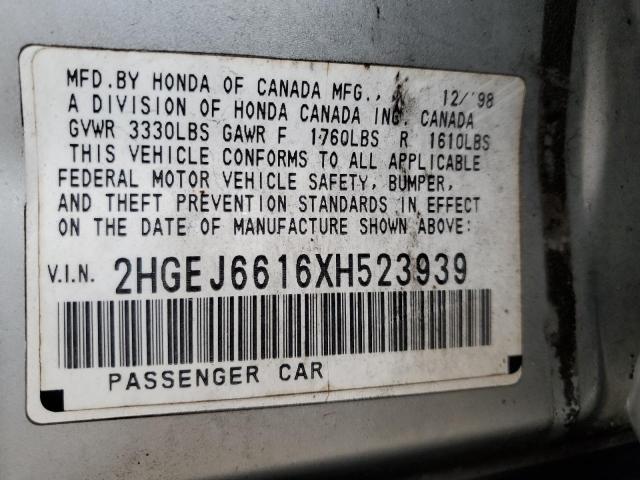 MFD.BY HONDA OF CANADA MFG., 12/'98
A DIVISION OF HONDA CANADA INC. CANADA
GVWR 3330LBS GAWR F 1760LBS R 1610LBS
THIS VEHICLE CONFORMS TO ALL APPLICABLE
FEDERAL MOTOR VEHICLE SAFETY, BUMPER,
AND THEFT PREVENTION STANDARDS IN EFFECT
ON THE DATE OF MANUFACTURE SHOWN ABOVE:
V.I.N. 2HGEJ6616XH523939
PASSENGER CAR